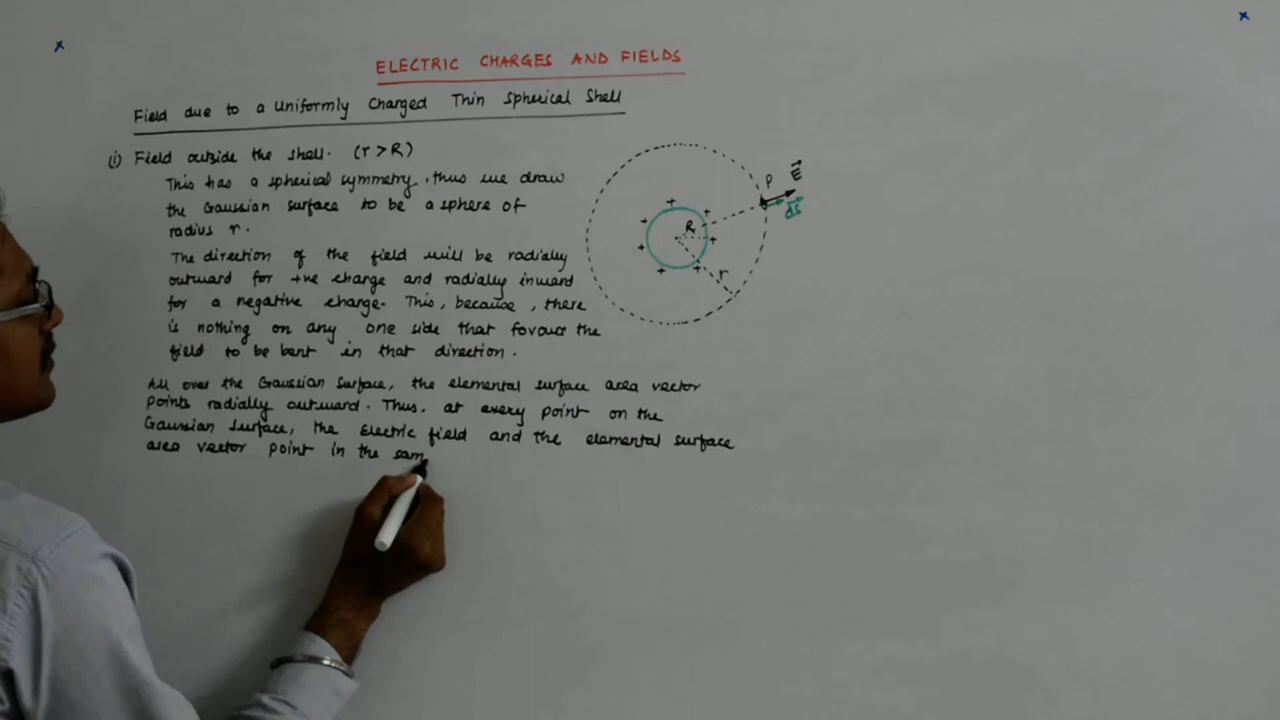 x
x
ELECTRIC CHARGES AND FIELDS
Field due to a Uniformly Charged Thin Spherical Shell
(i) Field outside the shell. (r > R)
This has a spherical symmetry, thus we draw
the Gaussian surface to be a sphere of
radius r.
The direction of the field will be radially
outward for +ve charge and radially inward
for a negative charge. This, because, there
is nothing on any one side that favours the
field to be bent in that direction.
All over the Gaussian Surface, the elemental surface area vector
Points radially outward. Thus, at every point on the
Gaussian Surface, the Electric field and the elemental surface
area vector point in the sam
P
E⃗
dS⃗
R
r
+
+
+
+
+
+
+